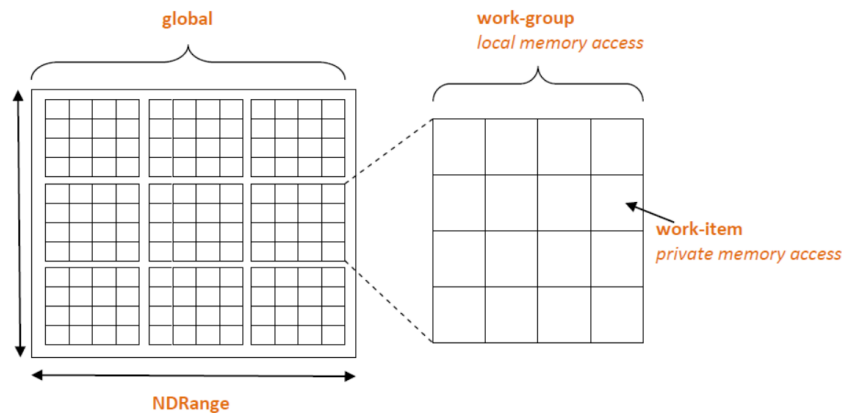 global
work-group
local memory access
work-item
private memory access
NDRange